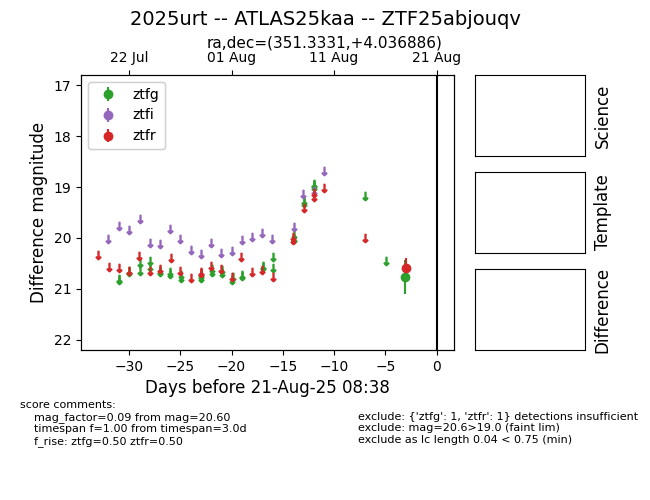 2025urt -- ATLAS25kaa -- ZTF25abjouqv
ra,dec=(351.3331,+4.036886)
22 Jul 01 Aug 11 Aug 21 Aug
17
18
19
20
21
22
Difference magnitude
ztfg
ztfi
ztfr
−30 −25 −20 −15 −10 −5 0
Days before 21-Aug-25 08:38
Science
Template
Difference
score comments:
mag_factor=0.09 from mag=20.60
timespan f=1.00 from timespan=3.0d
f_rise: ztfg=0.50 ztfr=0.50
exclude: {'ztfg': 1, 'ztfr': 1} detections insufficient
exclude: mag=20.6>19.0 (faint lim)
exclude as lc length 0.04 < 0.75 (min)